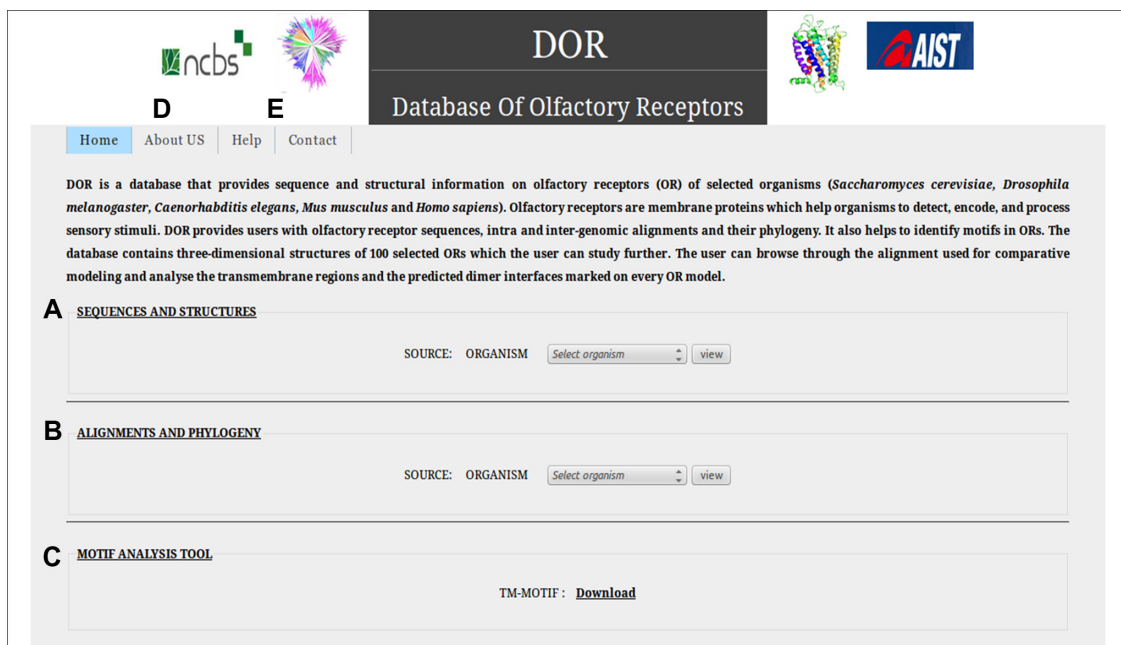 ncbs
DOR
AIST
Database Of Olfactory Receptors
D
E
Home About US Help Contact
DOR is a database that provides sequence and structural information on olfactory receptors (OR) of selected organisms (Saccharomyces cerevisiae, Drosophila
melanogaster, Caenorhabditis elegans, Mus musculus and Homo sapiens). Olfactory receptors are membrane proteins which help organisms to detect, encode, and process
sensory stimuli. DOR provides users with olfactory receptor sequences, intra and inter-genomic alignments and their phylogeny. It also helps to identify motifs in ORs. The
database contains three-dimensional structures of 100 selected ORs which the user can study further. The user can browse through the alignment used for comparative
modeling and analyse the transmembrane regions and the predicted dimer interfaces marked on every OR model.
A SEQUENCES AND STRUCTURES
SOURCE: ORGANISM Select organism view
B ALIGNMENTS AND PHYLOGENY
SOURCE: ORGANISM Select organism view
C MOTIF ANALYSIS TOOL
TM-MOTIF : Download